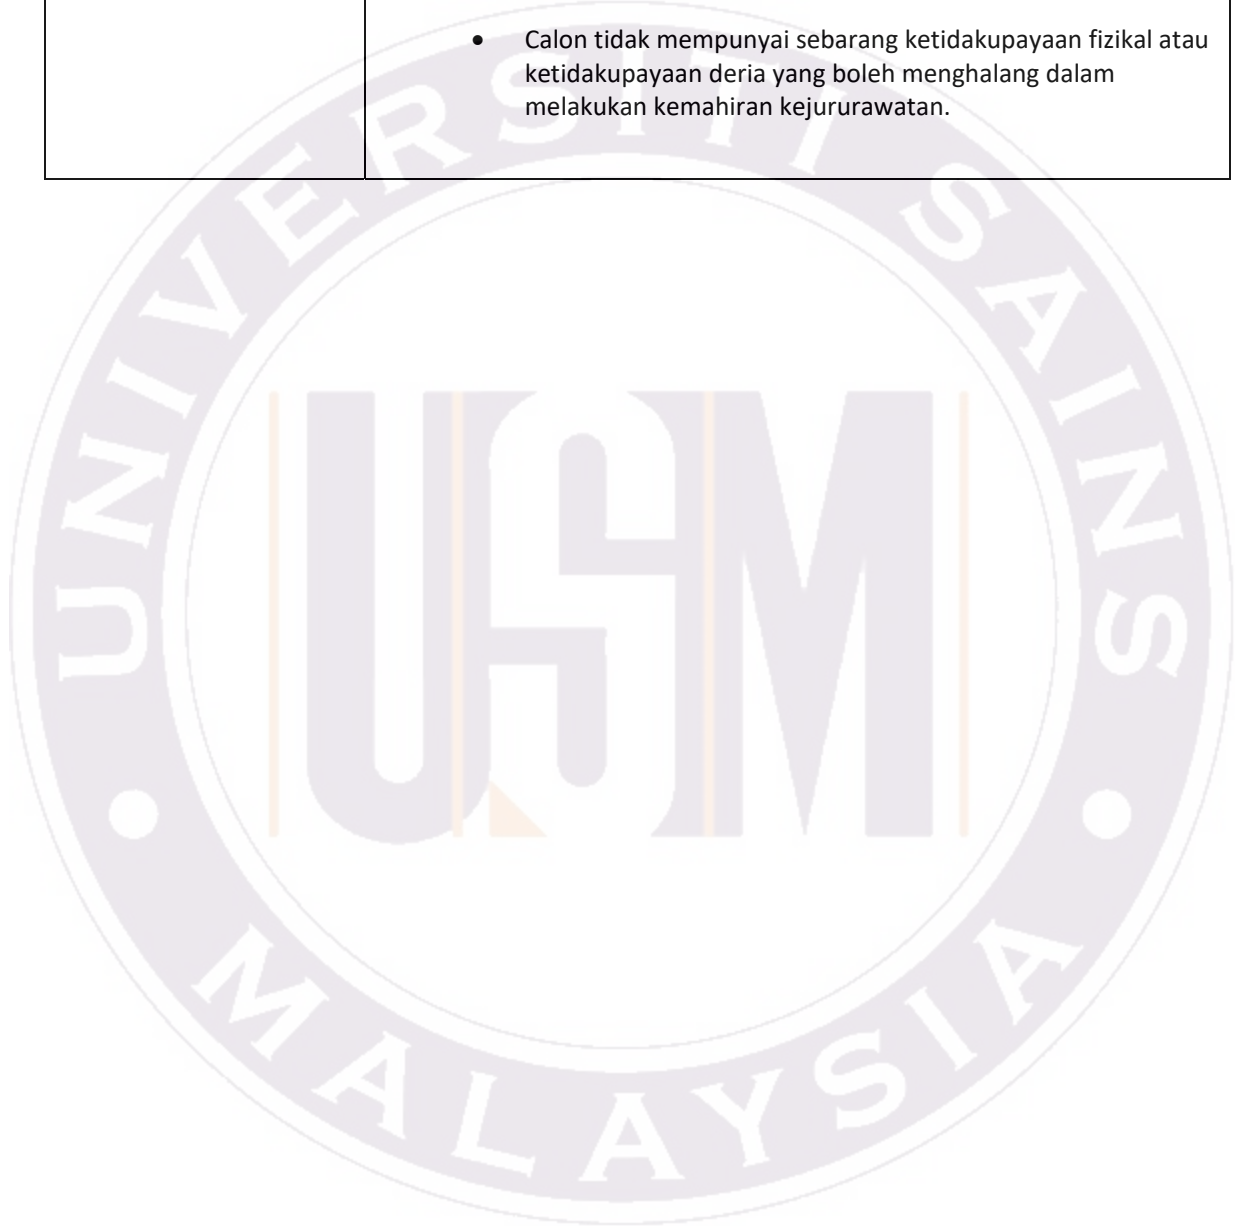 • Calon tidak mempunyai sebarang ketidakupayaan fizikal atau
ketidakupayaan deria yang boleh menghalang dalam
melakukan kemahiran kejururawatan.
UNIVERSITI SAINS
USM
• MALAYSIA •